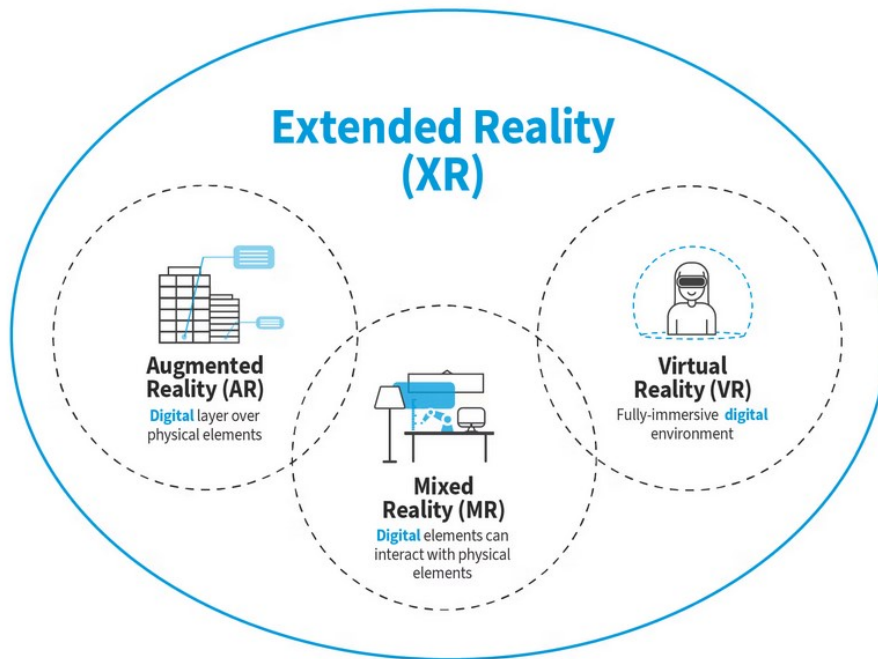 Extended Reality
(XR)
Augmented
Reality (AR)
Digital layer over
physical elements
Mixed
Reality (MR)
Digital elements can
interact with physical
elements
Virtual
Reality (VR)
Fully-immersive digital
environment